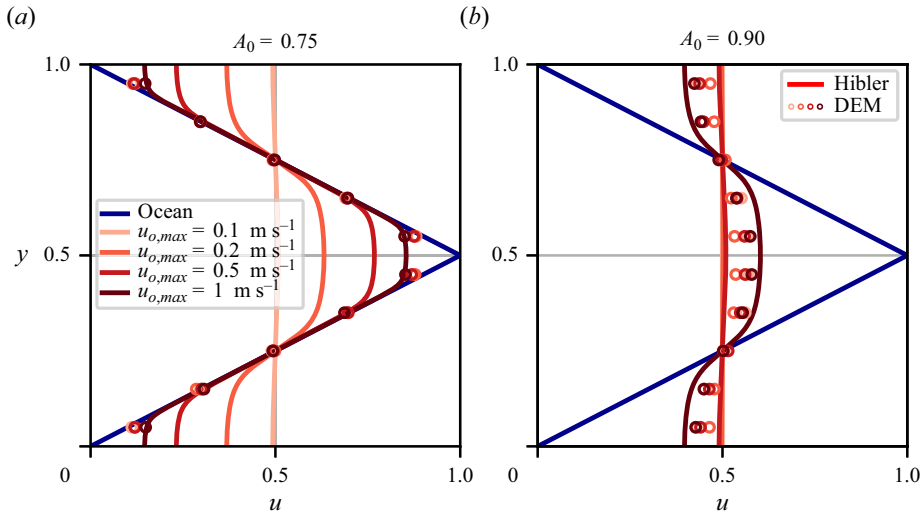 (a)
(b)
A₀ = 0.75
A₀ = 0.90
1.0
y
0.5
0
0.5
1.0
u
Ocean
u_{o,max} = 0.1 m s⁻¹
u_{o,max} = 0.2 m s⁻¹
u_{o,max} = 0.5 m s⁻¹
u_{o,max} = 1 m s⁻¹
1.0
0.5
0
0.5
1.0
u
Hibler
DEM